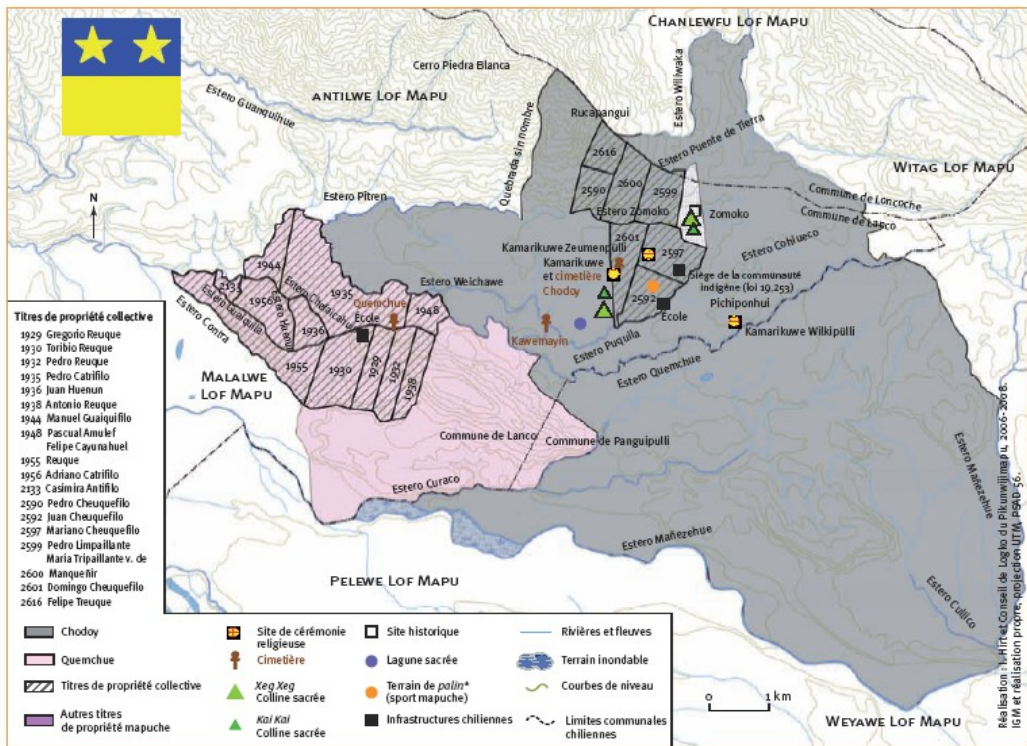 CHANLEWFU LOF MAPU
Cerro Piedra Blanca
ANTILWE LOF MAPU
Estero Guanquihue
Estero Wiliwaka
Rucapangui
Quebrada sin nombre
Estero Puente de Tierra
2616
WITAG LOF MAPU
2590
2600
2599
Estero Pitren
Commune de Loncoche
Commune de Lanco
N
Estero Zomoko
Zomoko
2601
Kamarikuwe Zeumenpülli
2597
Estero Cohlueco
Kamarikuwe
et cimetière
Chodoy
Siège de la communauté
indigène (loi 19.253)
1944
2133
1935
Estero Weichawe
2592
Pichiponhui
1956
Estero Guaiquila
Estero Huenun
Quemchue
École
1948
École
Kamarikuwe Wilkipülli
Estero Contra
1936
Kawemayin
Estero Puquila
Estero Quemchue
1955
1930
1929
1932
1938
MALALWE
LOF MAPU
Commune de Lanco
Commune de Panguipulli
Estero Curaco
Estero Mañezehue
Estero Mañezehue
Estero Cullico
PELEWE LOF MAPU
WEYAWE LOF MAPU
Titres de propriété collective
1929 Gregorio Reuque
1930 Toribio Reuque
1932 Pedro Reuque
1935 Pedro Catrifilo
1936 Juan Huenun
1938 Antonio Reuque
1944 Manuel Guaiquifilo
1948 Pascual Amulef
Felipe Cayunahuel
1955 Reuque
1956 Adriano Catrifilo
2133 Casimira Antifilo
2590 Pedro Cheuquefilo
2592 Juan Cheuquefilo
2597 Mariano Cheuquefilo
2599 Pedro Limpaillante
Maria Tripaillante v. de
2600 Manqueñir
2601 Domingo Cheuquefilo
2616 Felipe Treuque
Chodoy
Quemchue
Titres de propriété collective
Autres titres
de propriété mapuche
Site de cérémonie
religieuse
Cimetière
Xeg Xeg
Colline sacrée
Kai Kai
Colline sacrée
Site historique
Lagune sacrée
Terrain de palin*
(sport mapuche)
Infrastructures chiliennes
Rivières et fleuves
Terrain inondable
Courbes de niveau
Limites communales
chiliennes
0 1 km
Réalisation : I. Hirt et Conseil de Logko du Pikunwijimapu, 2006-2008.
IGM et réalisation propre, projection UTM, PSAD 56.